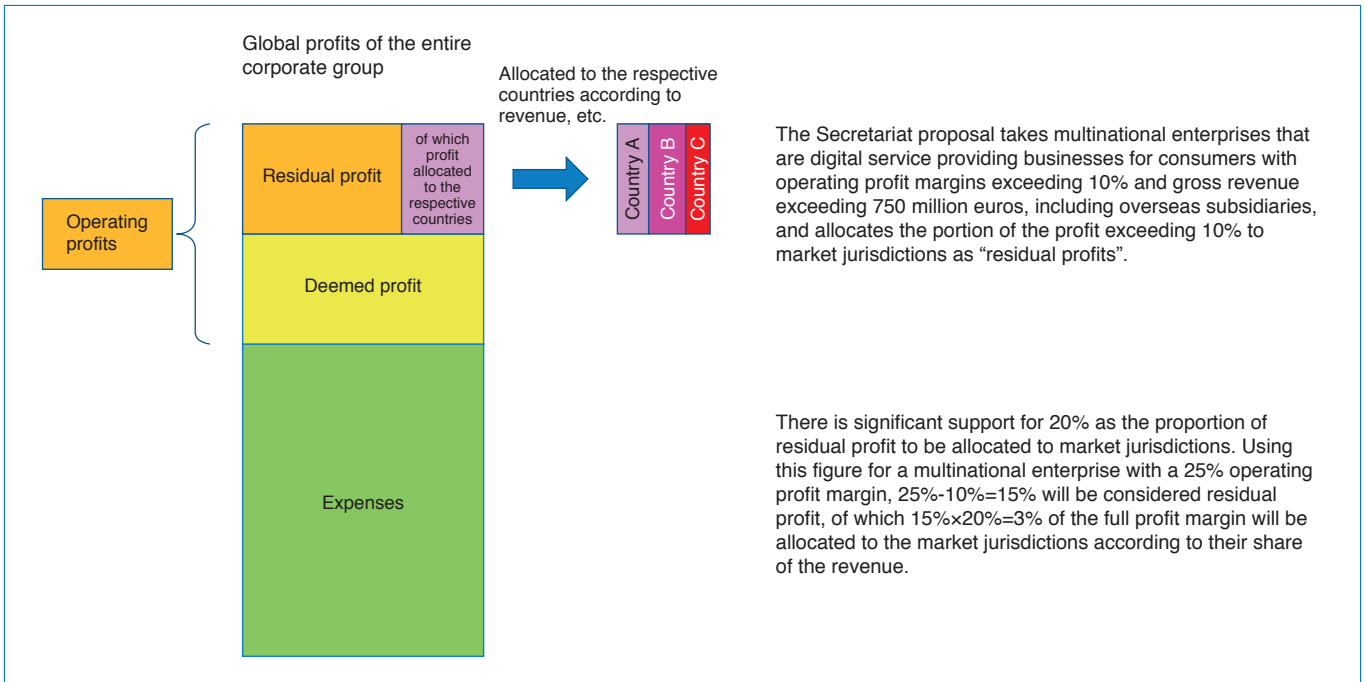 Global profits of the entire
corporate group
Allocated to the respective
countries according to
revenue, etc.
Operating
profits
Residual profit
of which
profit
allocated
to the
respective
countries
Country A
Country B
Country C
Deemed profit
Expenses
The Secretariat proposal takes multinational enterprises that
are digital service providing businesses for consumers with
operating profit margins exceeding 10% and gross revenue
exceeding 750 million euros, including overseas subsidiaries,
and allocates the portion of the profit exceeding 10% to
market jurisdictions as “residual profits”.
There is significant support for 20% as the proportion of
residual profit to be allocated to market jurisdictions. Using
this figure for a multinational enterprise with a 25% operating
profit margin, 25%-10%=15% will be considered residual
profit, of which 15%×20%=3% of the full profit margin will be
allocated to the market jurisdictions according to their share
of the revenue.